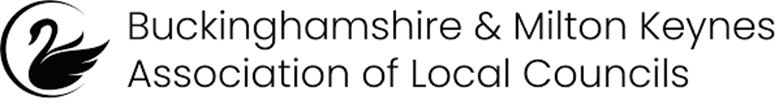 Buckinghamshire & Milton Keynes
Association of Local Councils